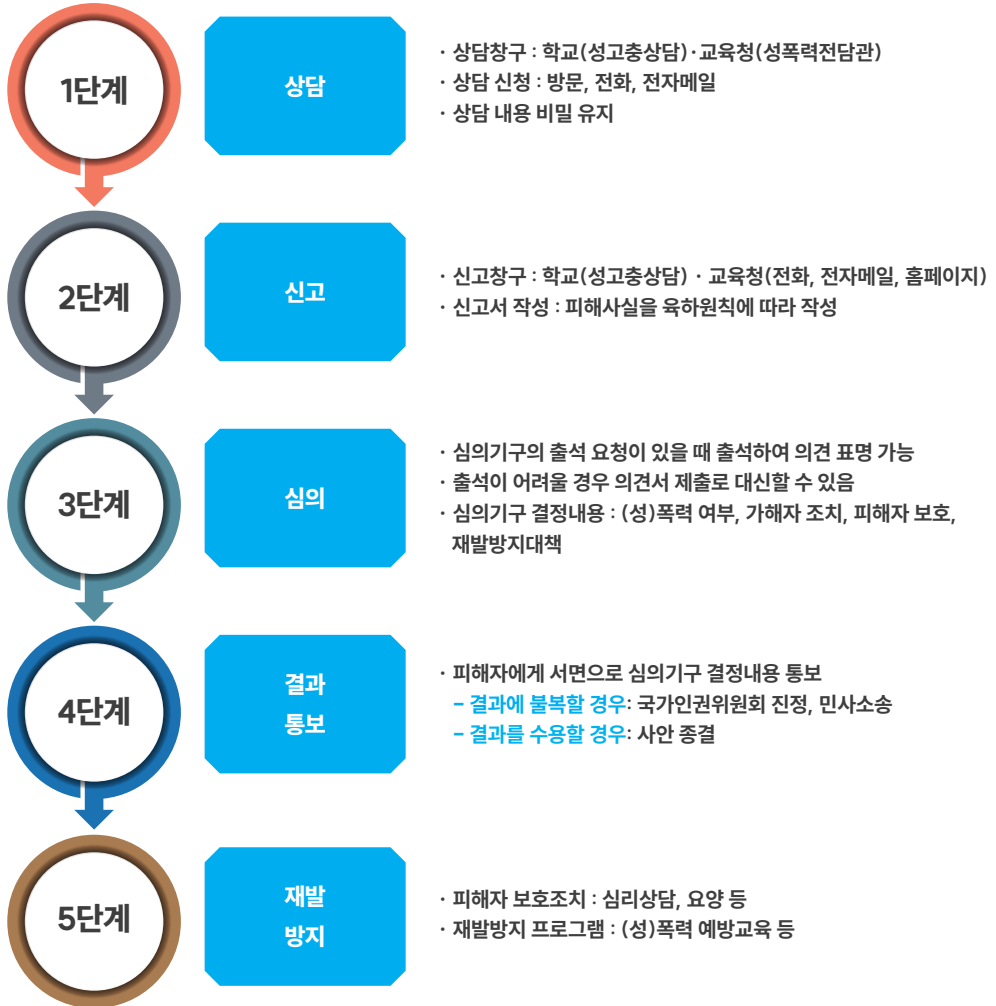 1단계
상담
· 상담창구 : 학교(성고충상담)·교육청(성폭력전담관)
· 상담 신청 : 방문, 전화, 전자메일
· 상담 내용 비밀 유지
2단계
신고
· 신고창구 : 학교(성고충상담) · 교육청(전화, 전자메일, 홈페이지)
· 신고서 작성 : 피해사실을 육하원칙에 따라 작성
3단계
심의
· 심의기구의 출석 요청이 있을 때 출석하여 의견 표명 가능
· 출석이 어려울 경우 의견서 제출로 대신할 수 있음
· 심의기구 결정내용 : (성)폭력 여부, 가해자 조치, 피해자 보호,
재발방지대책
4단계
결과
통보
· 피해자에게 서면으로 심의기구 결정내용 통보
- 결과에 불복할 경우: 국가인권위원회 진정, 민사소송
- 결과를 수용할 경우: 사안 종결
5단계
재발
방지
· 피해자 보호조치 : 심리상담, 요양 등
· 재발방지 프로그램 : (성)폭력 예방교육 등